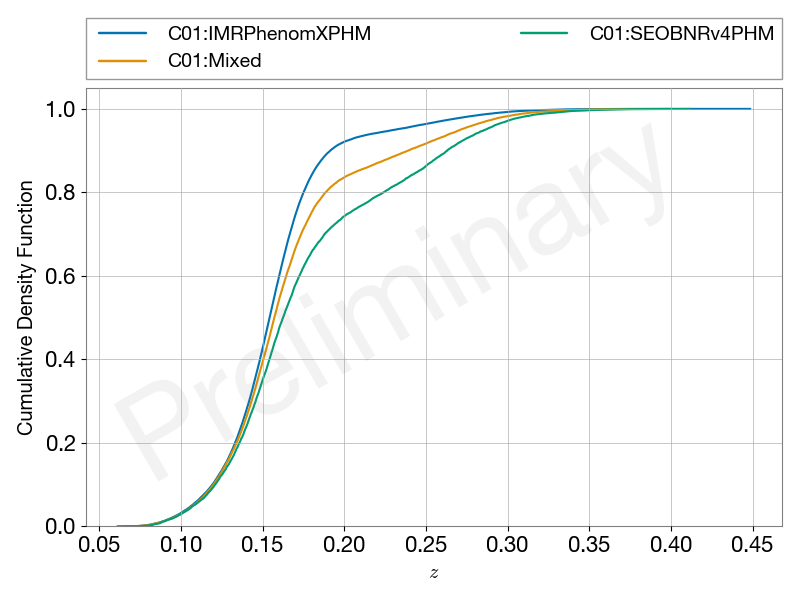 C01:IMRPhenomXPHM
C01:Mixed
C01:SEOBNRv4PHM
Cumulative Density Function
1.0
0.8
0.6
0.4
0.2
0.0
Preliminary
0.05 0.10 0.15 0.20 0.25 0.30 0.35 0.40 0.45
z